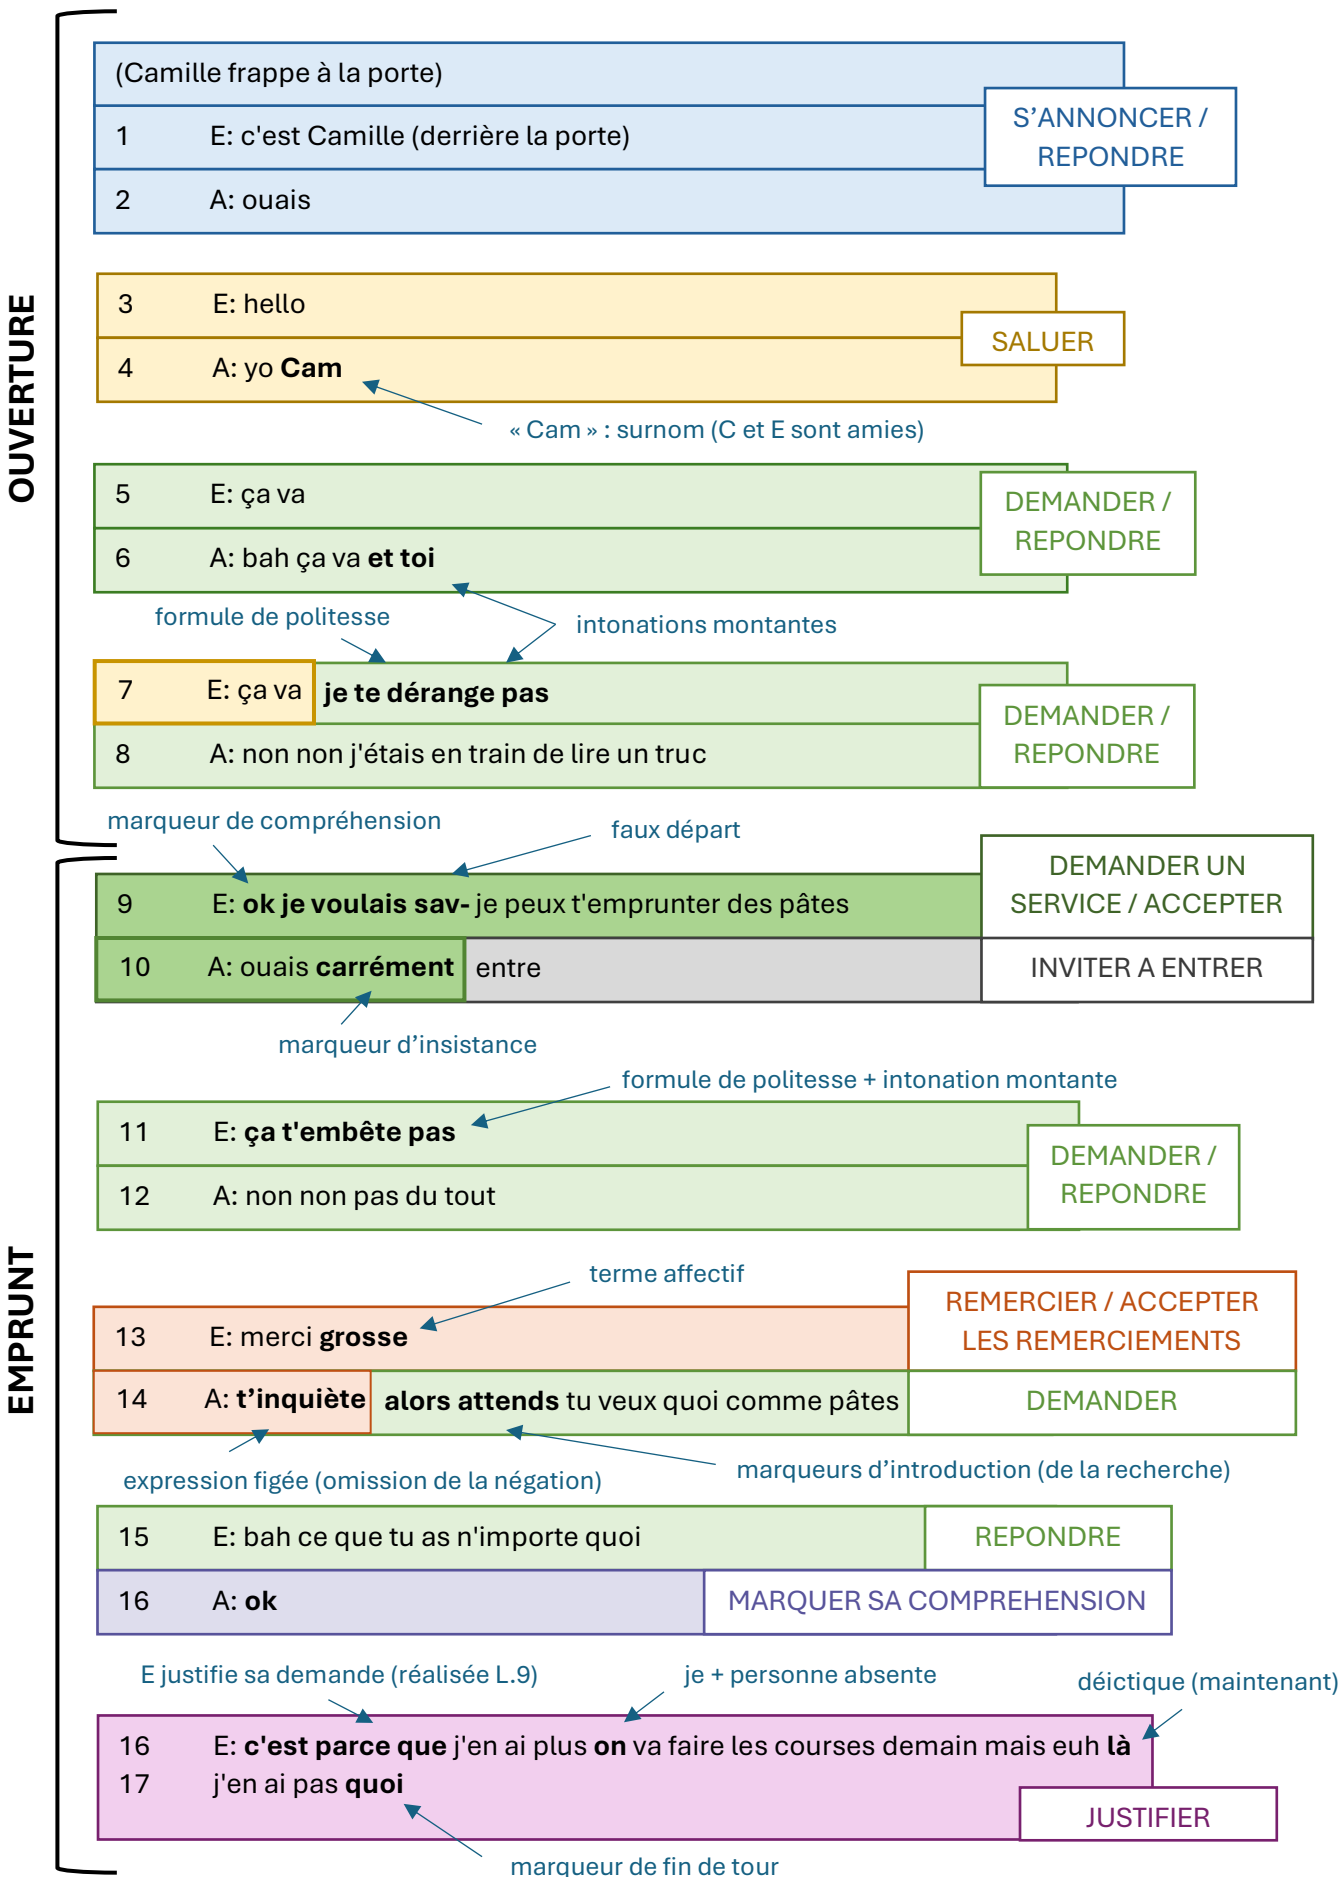 OUVERTURE
(Camille frappe à la porte)
1 E: c'est Camille (derrière la porte)
2 A: ouais
S'ANNONCER /
REPONDRE
3 E: hello
4 A: yo Cam
SALUER
« Cam » : surnom (C et E sont amies)
5 E: ça va
6 A: bah ça va et toi
DEMANDER /
REPONDRE
formule de politesse
intonations montantes
7 E: ça va je te dérange pas
8 A: non non j'étais en train de lire un truc
DEMANDER /
REPONDRE
EMPRUNT
marqueur de compréhension
faux départ
9 E: ok je voulais sav- je peux t'emprunter des pâtes
DEMANDER UN
SERVICE / ACCEPTER
10 A: ouais carrément entre
INVITER A ENTRER
marqueur d’insistance
formule de politesse + intonation montante
11 E: ça t'embête pas
12 A: non non pas du tout
DEMANDER /
REPONDRE
terme affectif
13 E: merci grosse
REMERCIER / ACCEPTER
LES REMERCIEMENTS
14 A: t’inquiète alors attends tu veux quoi comme pâtes
DEMANDER
expression figée (omission de la négation)
marqueurs d’introduction (de la recherche)
15 E: bah ce que tu as n'importe quoi
REPONDRE
16 A: ok
MARQUER SA COMPREHENSION
E justifie sa demande (réalisée L.9)
je + personne absente
déictique (maintenant)
16 E: c'est parce que j'en ai plus on va faire les courses demain mais euh là
17 j'en ai pas quoi
JUSTIFIER
marqueur de fin de tour